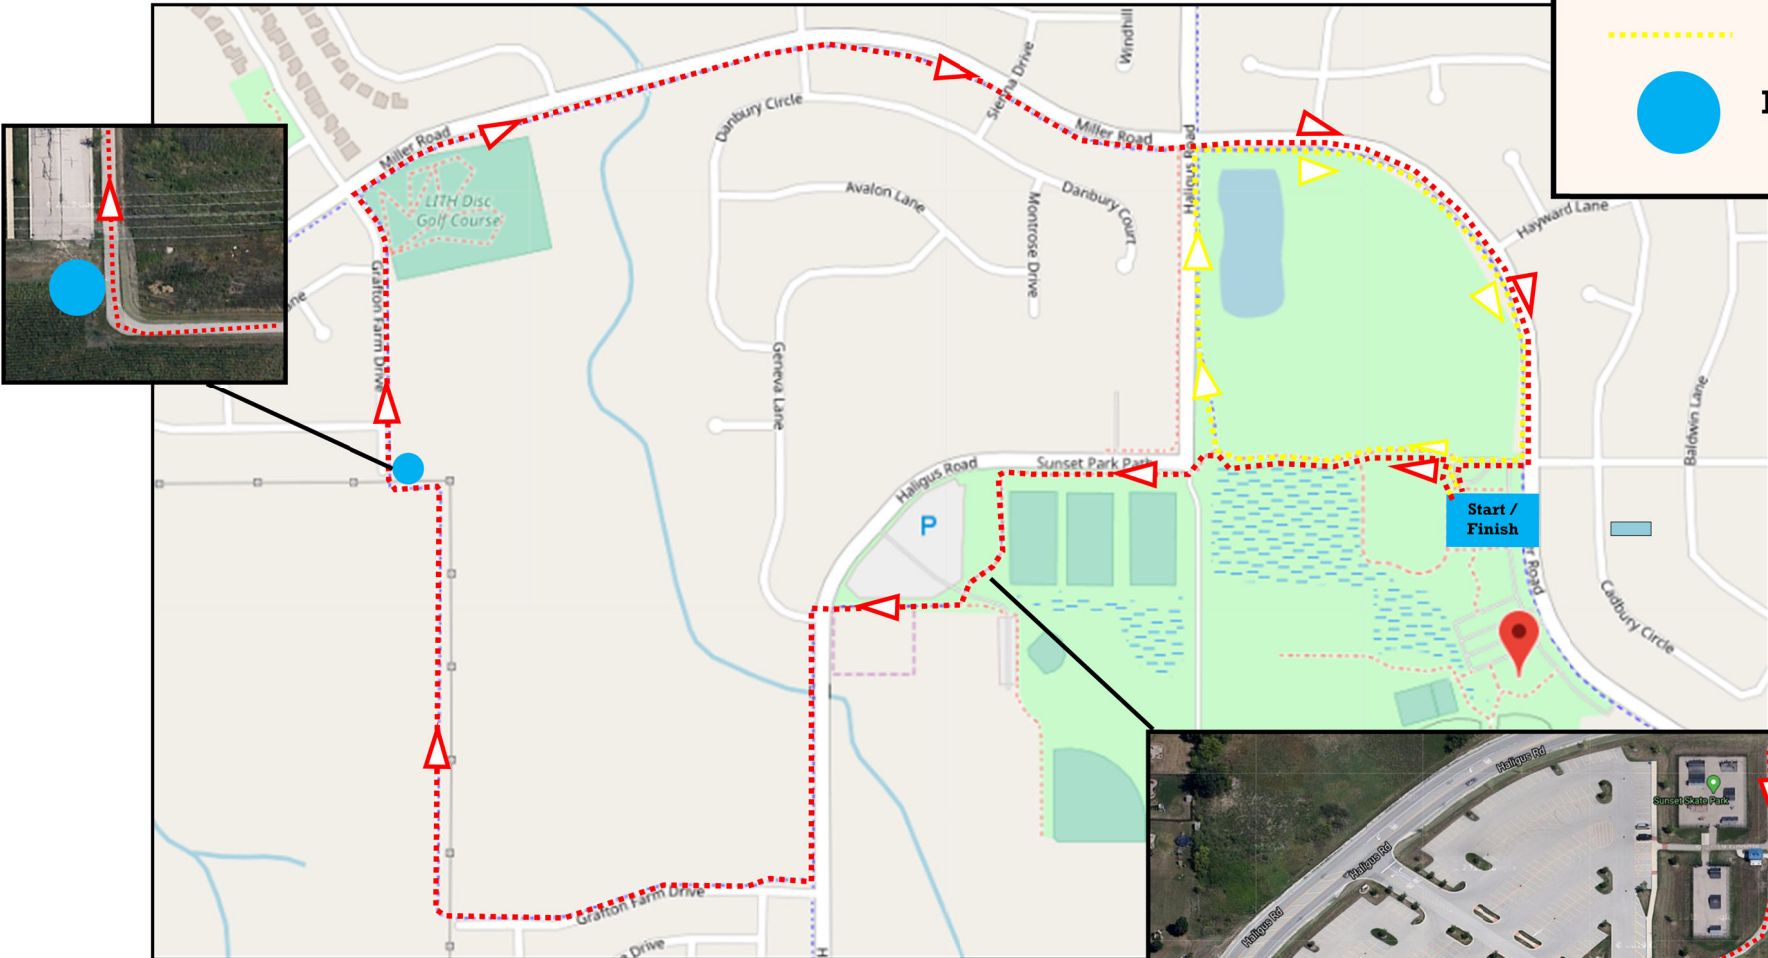 Windhill
Sienna Drive
Danbury Circle
Miller Road
Miller Road
Haligus Road
LITH Disc
Golf Course
Avalon Lane
Danbury Court
Montrose Drive
Hayward Lane
Grafton Farm Drive
Geneva Lane
Baldwin Lane
Haligus Road
Sunset Park Path
P
Start /
Finish
Road
Cadbury Circle
Grafton Farm Drive
Drive
H
Haligus Rd
Sunset Skate Park
Haligus Rd
Haligus Rd